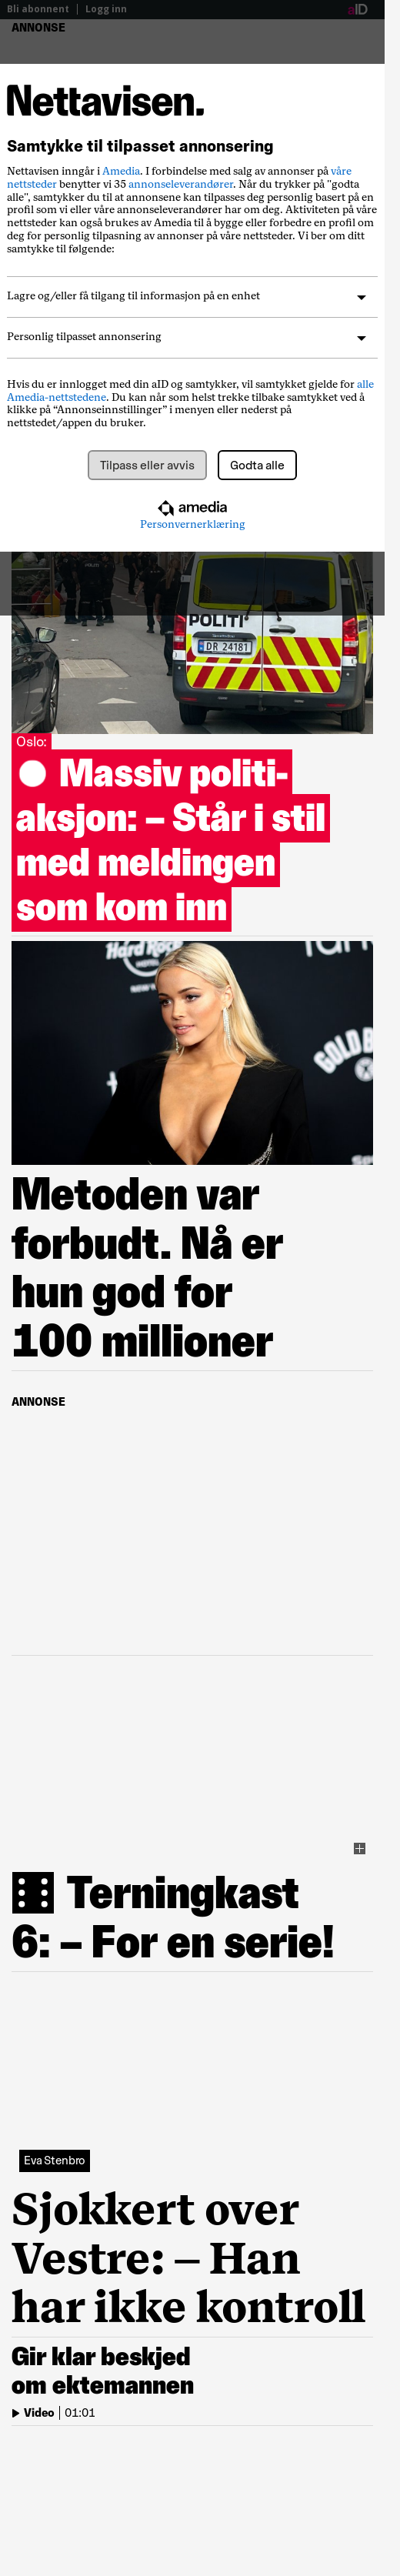 Bli abonnent | Logg inn aID
ANNONSE
Nettavisen.
Samtykke til tilpasset annonsering
Nettavisen inngår i Amedia. I forbindelse med salg av annonser på våre
nettsteder benytter vi 35 annonseleverandører. Når du trykker på "godta
alle", samtykker du til at annonsene kan tilpasses deg personlig basert på en
profil som vi eller våre annonseleverandører har om deg. Aktiviteten på våre
nettsteder kan også brukes av Amedia til å bygge eller forbedre en profil om
deg for personlig tilpasning av annonser på våre nettsteder. Vi ber om ditt
samtykke til følgende:
Lagre og/eller få tilgang til informasjon på en enhet
Personlig tilpasset annonsering
Hvis du er innlogget med din aID og samtykker, vil samtykket gjelde for alle
Amedia-nettstedene. Du kan når som helst trekke tilbake samtykket ved å
klikke på “Annonseinnstillinger” i menyen eller nederst på
nettstedet/appen du bruker.
Tilpass eller avvis Godta alle
amedia
Personvernerklæring
POLITI
DR 24181
Oslo:
Massiv politi-
aksjon: – Står i stil
med meldingen
som kom inn
Hard Rock
HOTEL
NEW
GOLD B
Metoden var
forbudt. Nå er
hun god for
100 millioner
ANNONSE
Terningkast
6: – For en serie!
Eva Stenbro
Sjokkert over
Vestre: – Han
har ikke kontroll
Gir klar beskjed
om ektemannen
Video | 01:01